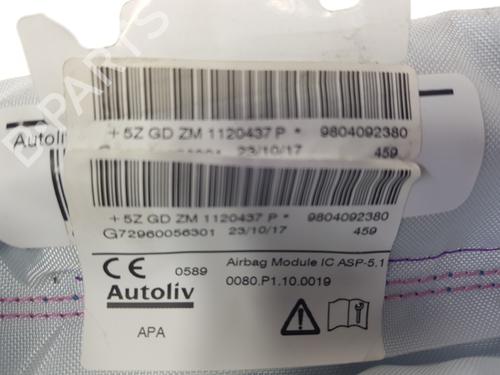 B-PARTS
Autoliv
+ 5Z GD ZM 1120437 P * 9804092380
23/10/17 459
+ 5Z GD ZM 1120437 P * 9804092380
G72960056301 23/10/17 459
CE 0589 Airbag Module IC ASP-5.1
Autoliv 0080.P1.10.0019
APA